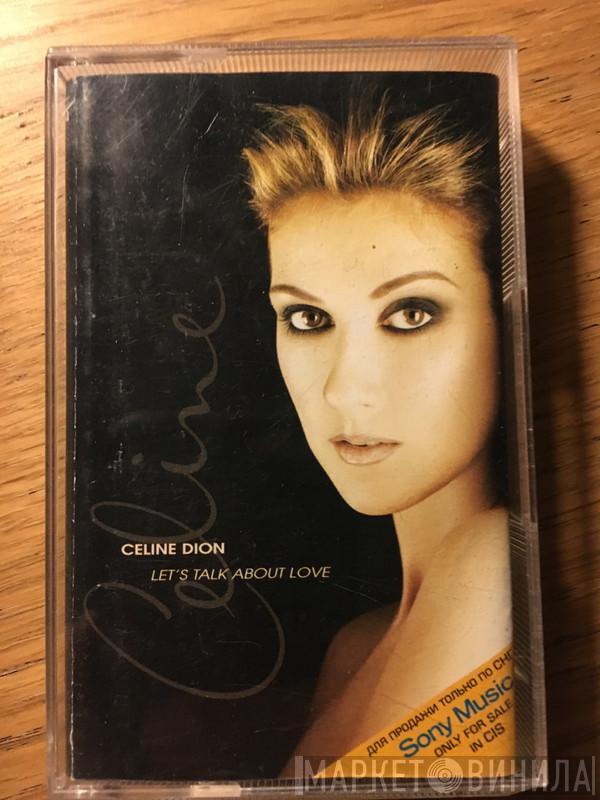 Celine
CELINE DION
LET'S TALK ABOUT LOVE
ДЛЯ ПРОДАЖИ ТОЛЬКО ПО СНГ
Sony Music
ONLY FOR SALE
IN CIS
МАРКЕТ ВИНИЛА